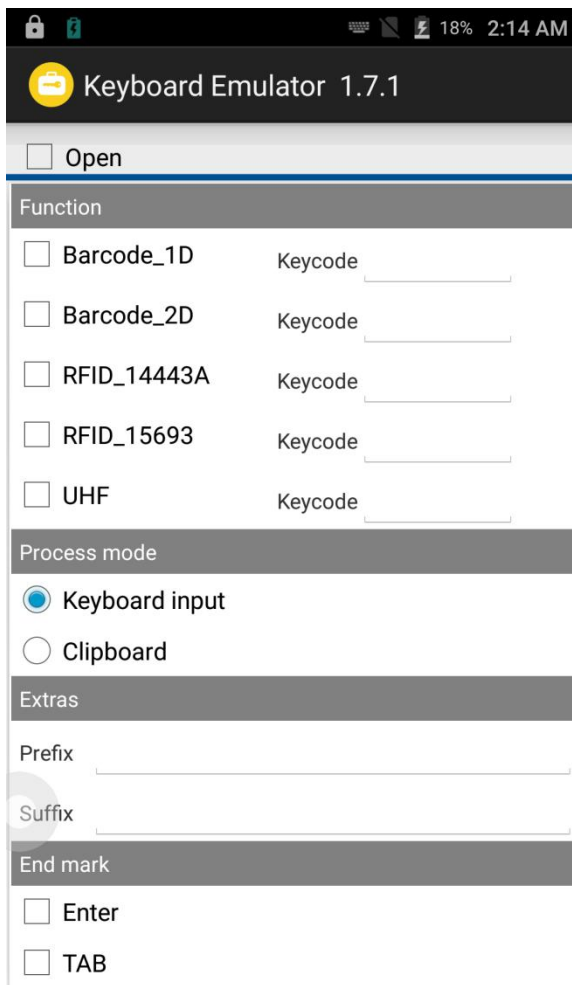 18% 2:14 AM
Keyboard Emulator 1.7.1
Open
Function
Barcode_1D Keycode
Barcode_2D Keycode
RFID_14443A Keycode
RFID_15693 Keycode
UHF Keycode
Process mode
Keyboard input
Clipboard
Extras
Prefix
Suffix
End mark
Enter
TAB